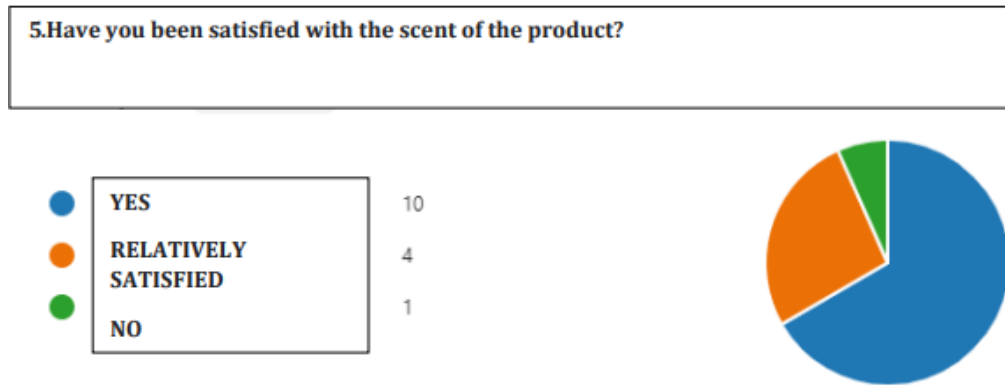 5.Have you been satisfied with the scent of the product?
YES 10
RELATIVELY 4
SATISFIED
NO 1